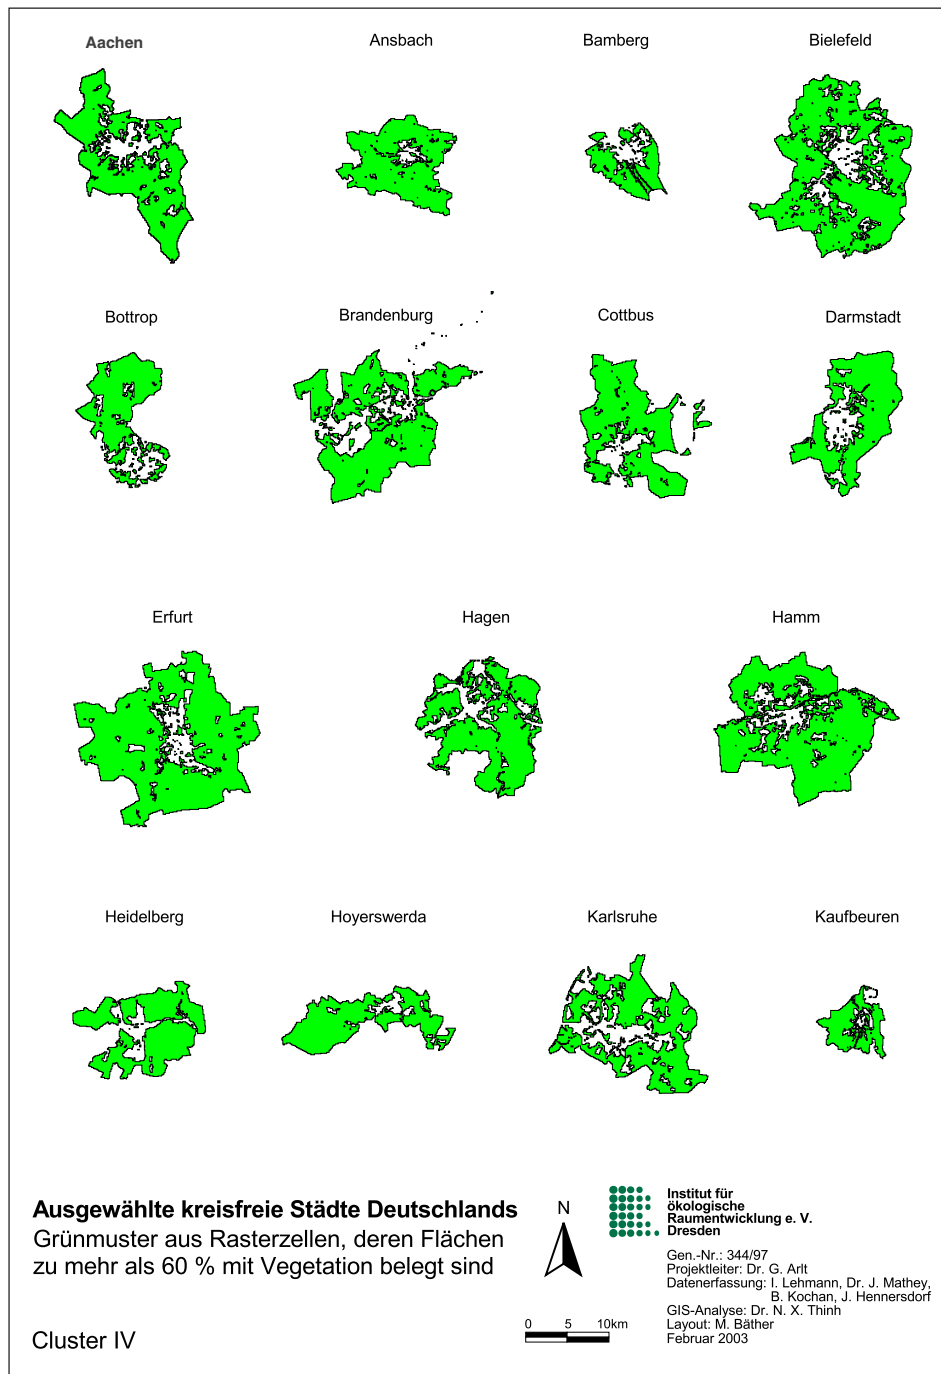 Aachen
Ansbach
Bamberg
Bielefeld
Bottrop
Brandenburg
Cottbus
Darmstadt
Erfurt
Hagen
Hamm
Heidelberg
Hoyerswerda
Karlsruhe
Kaufbeuren
Ausgewählte kreisfreie Städte Deutschlands
Grünmuster aus Rasterzellen, deren Flächen
zu mehr als 60 % mit Vegetation belegt sind
Cluster IV
N
0 5 10km
Institut für
ökologische
Raumentwicklung e. V.
Dresden
Gen.-Nr.: 344/97
Projektleiter: Dr. G. Arlt
Datenerfassung: I. Lehmann, Dr. J. Mathey,
B. Kochan, J. Hennersdorf
GIS-Analyse: Dr. N. X. Thinh
Layout: M. Bäther
Februar 2003